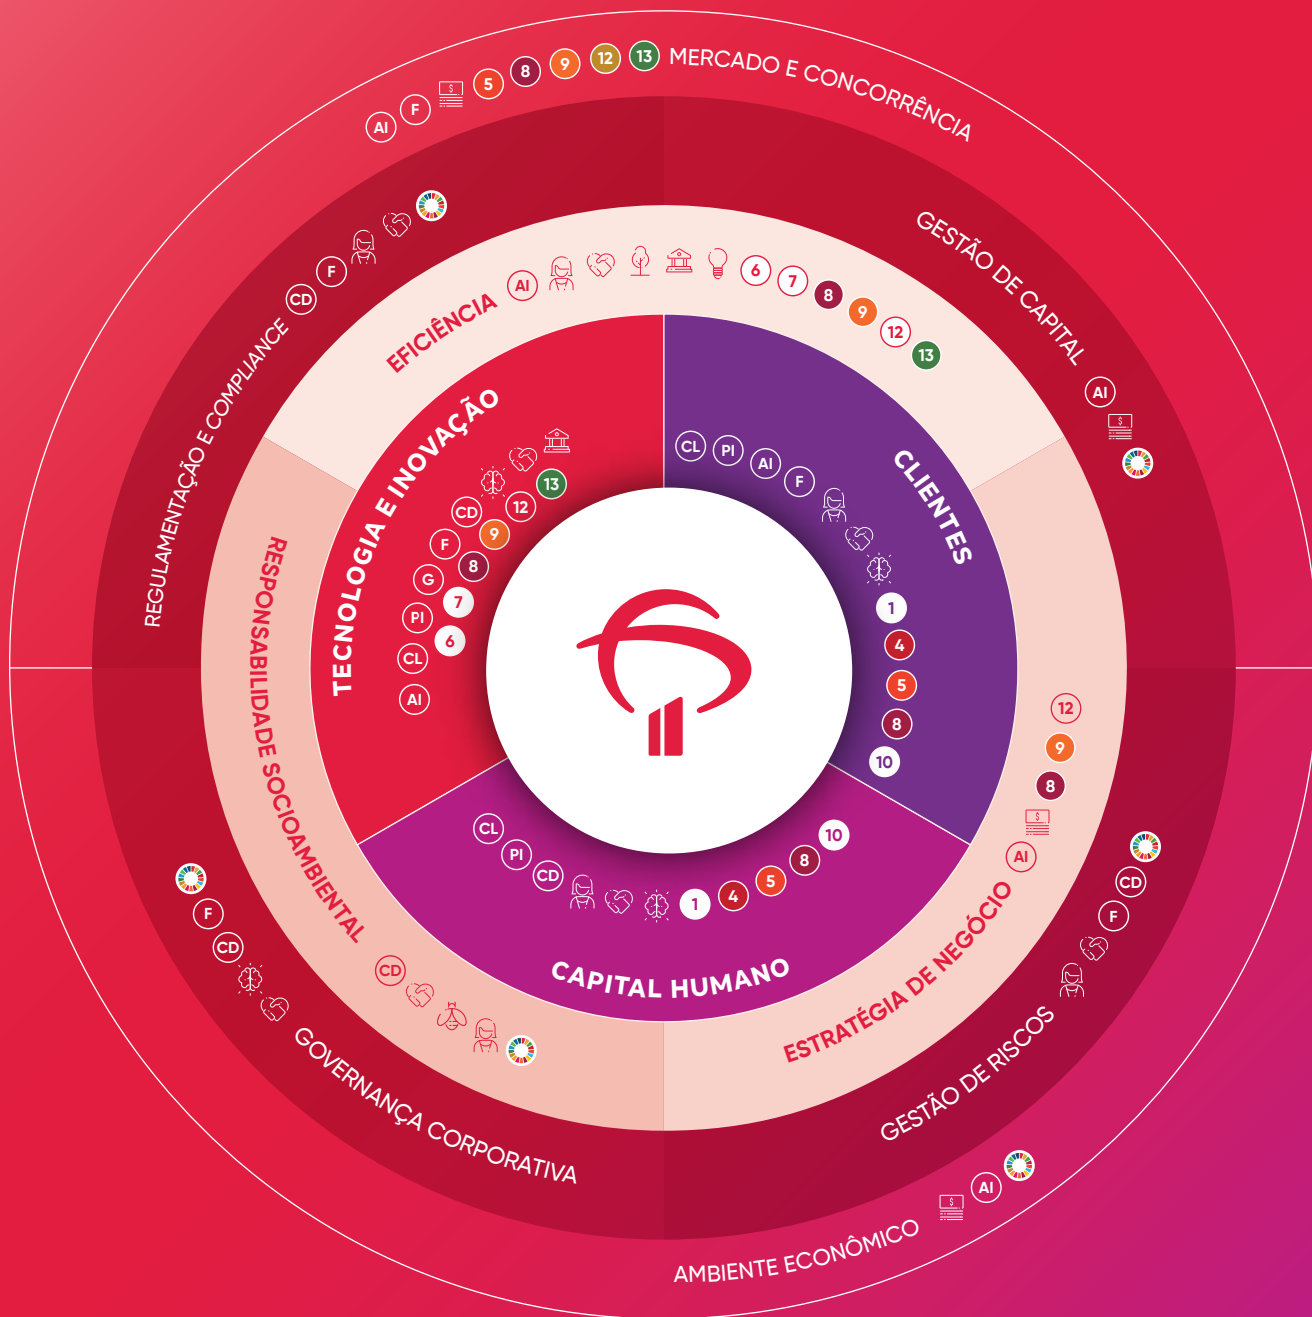 AI F 5 8 9 12 13 MERCADO E CONCORRÊNCIA
REGULAMENTAÇÃO E COMPLIANCE CD F
GESTÃO DE CAPITAL AI
EFICIÊNCIA AI 6 7 8 9 12 13
TECNOLOGIA E INOVAÇÃO
AI CL PI G F CD
6 7 8 9 12 13
CLIENTES
CL PI AI F 1 4 5 8 10
RESPONSABILIDADE SOCIOAMBIENTAL CD
CL PI CD 1 4 5 8 10
CAPITAL HUMANO
ESTRATÉGIA DE NEGÓCIO AI 8 9 12
F CD GOVERNANÇA CORPORATIVA
GESTÃO DE RISCOS F CD
AMBIENTE ECONÔMICO AI